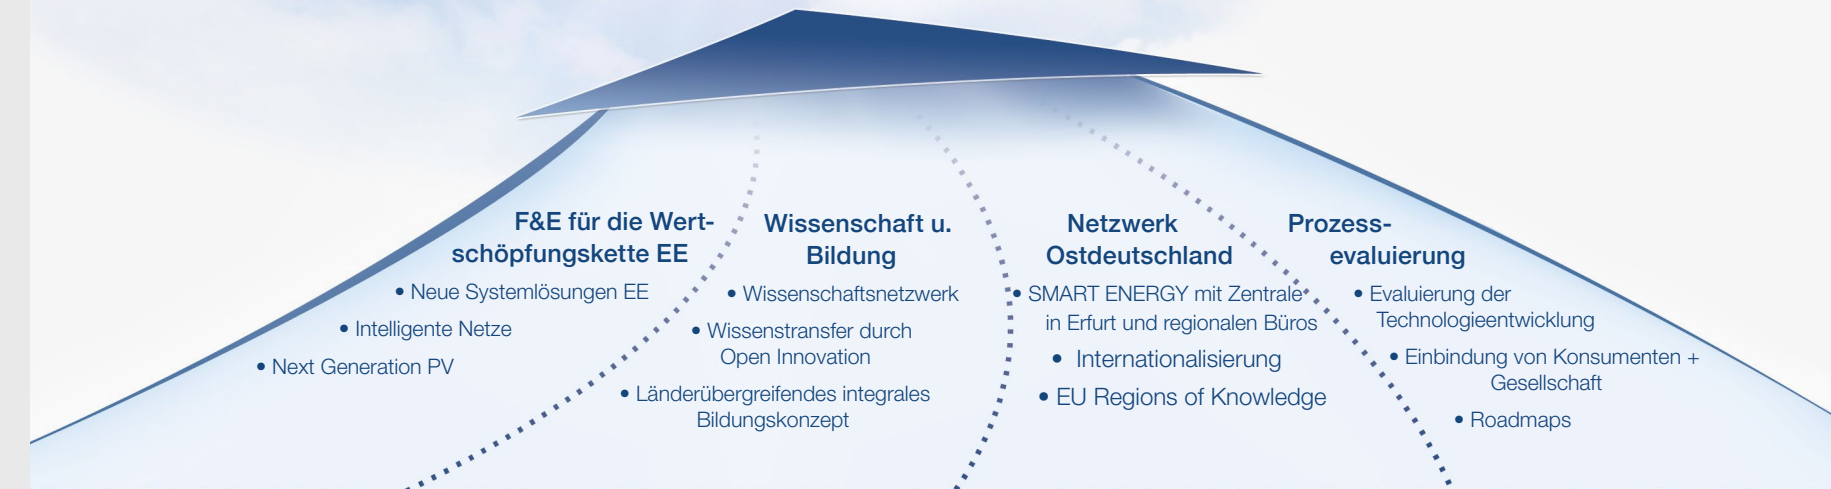 F&E für die Wert-
schöpfungskette EE
• Neue Systemlösungen EE
• Intelligente Netze
• Next Generation PV
Wissenschaft u.
Bildung
• Wissenschaftsnetzwerk
• Wissenstransfer durch
Open Innovation
• Länderübergreifendes integrales
Bildungskonzept
Netzwerk
Ostdeutschland
• SMART ENERGY mit Zentrale
in Erfurt und regionalen Büros
• Internationalisierung
• EU Regions of Knowledge
Prozess-
evaluierung
• Evaluierung der
Technologieentwicklung
• Einbindung von Konsumenten +
Gesellschaft
• Roadmaps